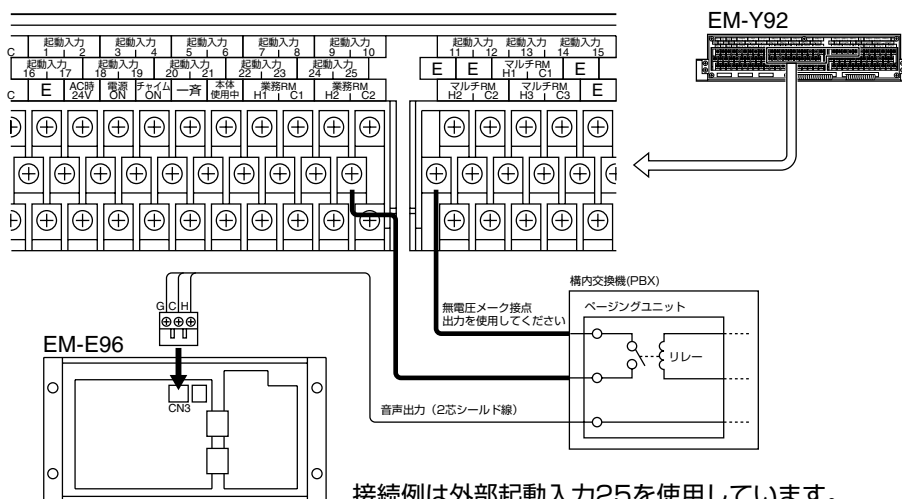 EM-Y92
C 起動入力 1 2 起動入力 3 4 起動入力 5 6 起動入力 7 8 起動入力 9 10
起動入力 16 17 起動入力 18 19 起動入力 20 21 起動入力 22 23 起動入力 24 25
C E AC時24V 電源ON チャイムON 一斉 本体使用中 業務RM H1 C1 業務RM H2 C2
起動入力 11 12 起動入力 13 起動入力 14 15
E E マルチRM H1 C1 E
マルチRM H2 C2 マルチRM H3 C3 E
構内交換機(PBX)
ページングユニット
無電圧メーク接点
出力を使用してください
リレー
G C H
EM-E96
CN3
音声出力（2芯シールド線）
接続例は外部起動入力25を使用しています。